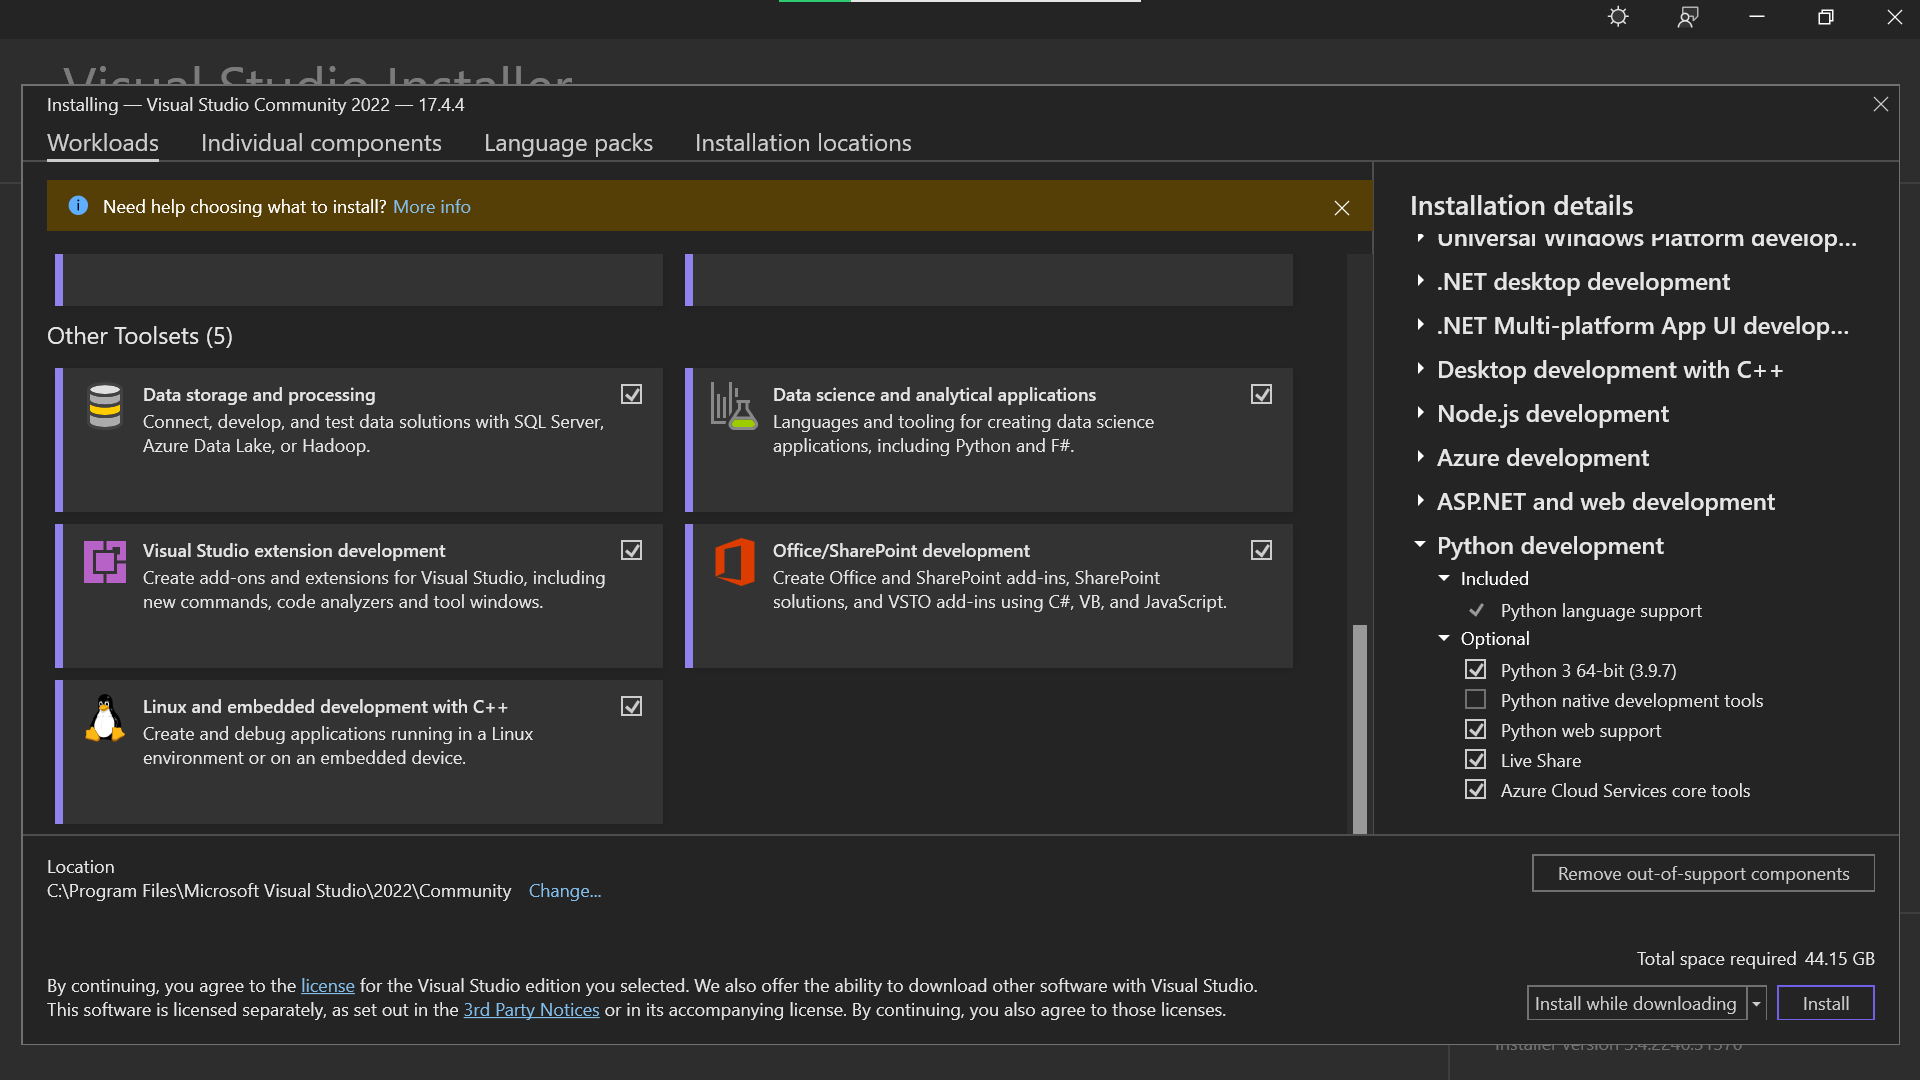 Visual Studio Installer
Installing — Visual Studio Community 2022 — 17.4.4
Workloads
Individual components
Language packs
Installation locations
Need help choosing what to install? More info
Other Toolsets (5)
Data storage and processing
Connect, develop, and test data solutions with SQL Server,
Azure Data Lake, or Hadoop.
Data science and analytical applications
Languages and tooling for creating data science
applications, including Python and F#.
Visual Studio extension development
Create add-ons and extensions for Visual Studio, including
new commands, code analyzers and tool windows.
Office/SharePoint development
Create Office and SharePoint add-ins, SharePoint
solutions, and VSTO add-ins using C#, VB, and JavaScript.
Linux and embedded development with C++
Create and debug applications running in a Linux
environment or on an embedded device.
Installation details
Universal Windows Platform develop...
.NET desktop development
.NET Multi-platform App UI develop...
Desktop development with C++
Node.js development
Azure development
ASP.NET and web development
Python development
Included
Python language support
Optional
Python 3 64-bit (3.9.7)
Python native development tools
Python web support
Live Share
Azure Cloud Services core tools
Location
C:\Program Files\Microsoft Visual Studio\2022\Community Change...
Remove out-of-support components
Total space required 44.15 GB
By continuing, you agree to the license for the Visual Studio edition you selected. We also offer the ability to download other software with Visual Studio.
This software is licensed separately, as set out in the 3rd Party Notices or in its accompanying license. By continuing, you also agree to those licenses.
Install while downloading
Install
Installer version